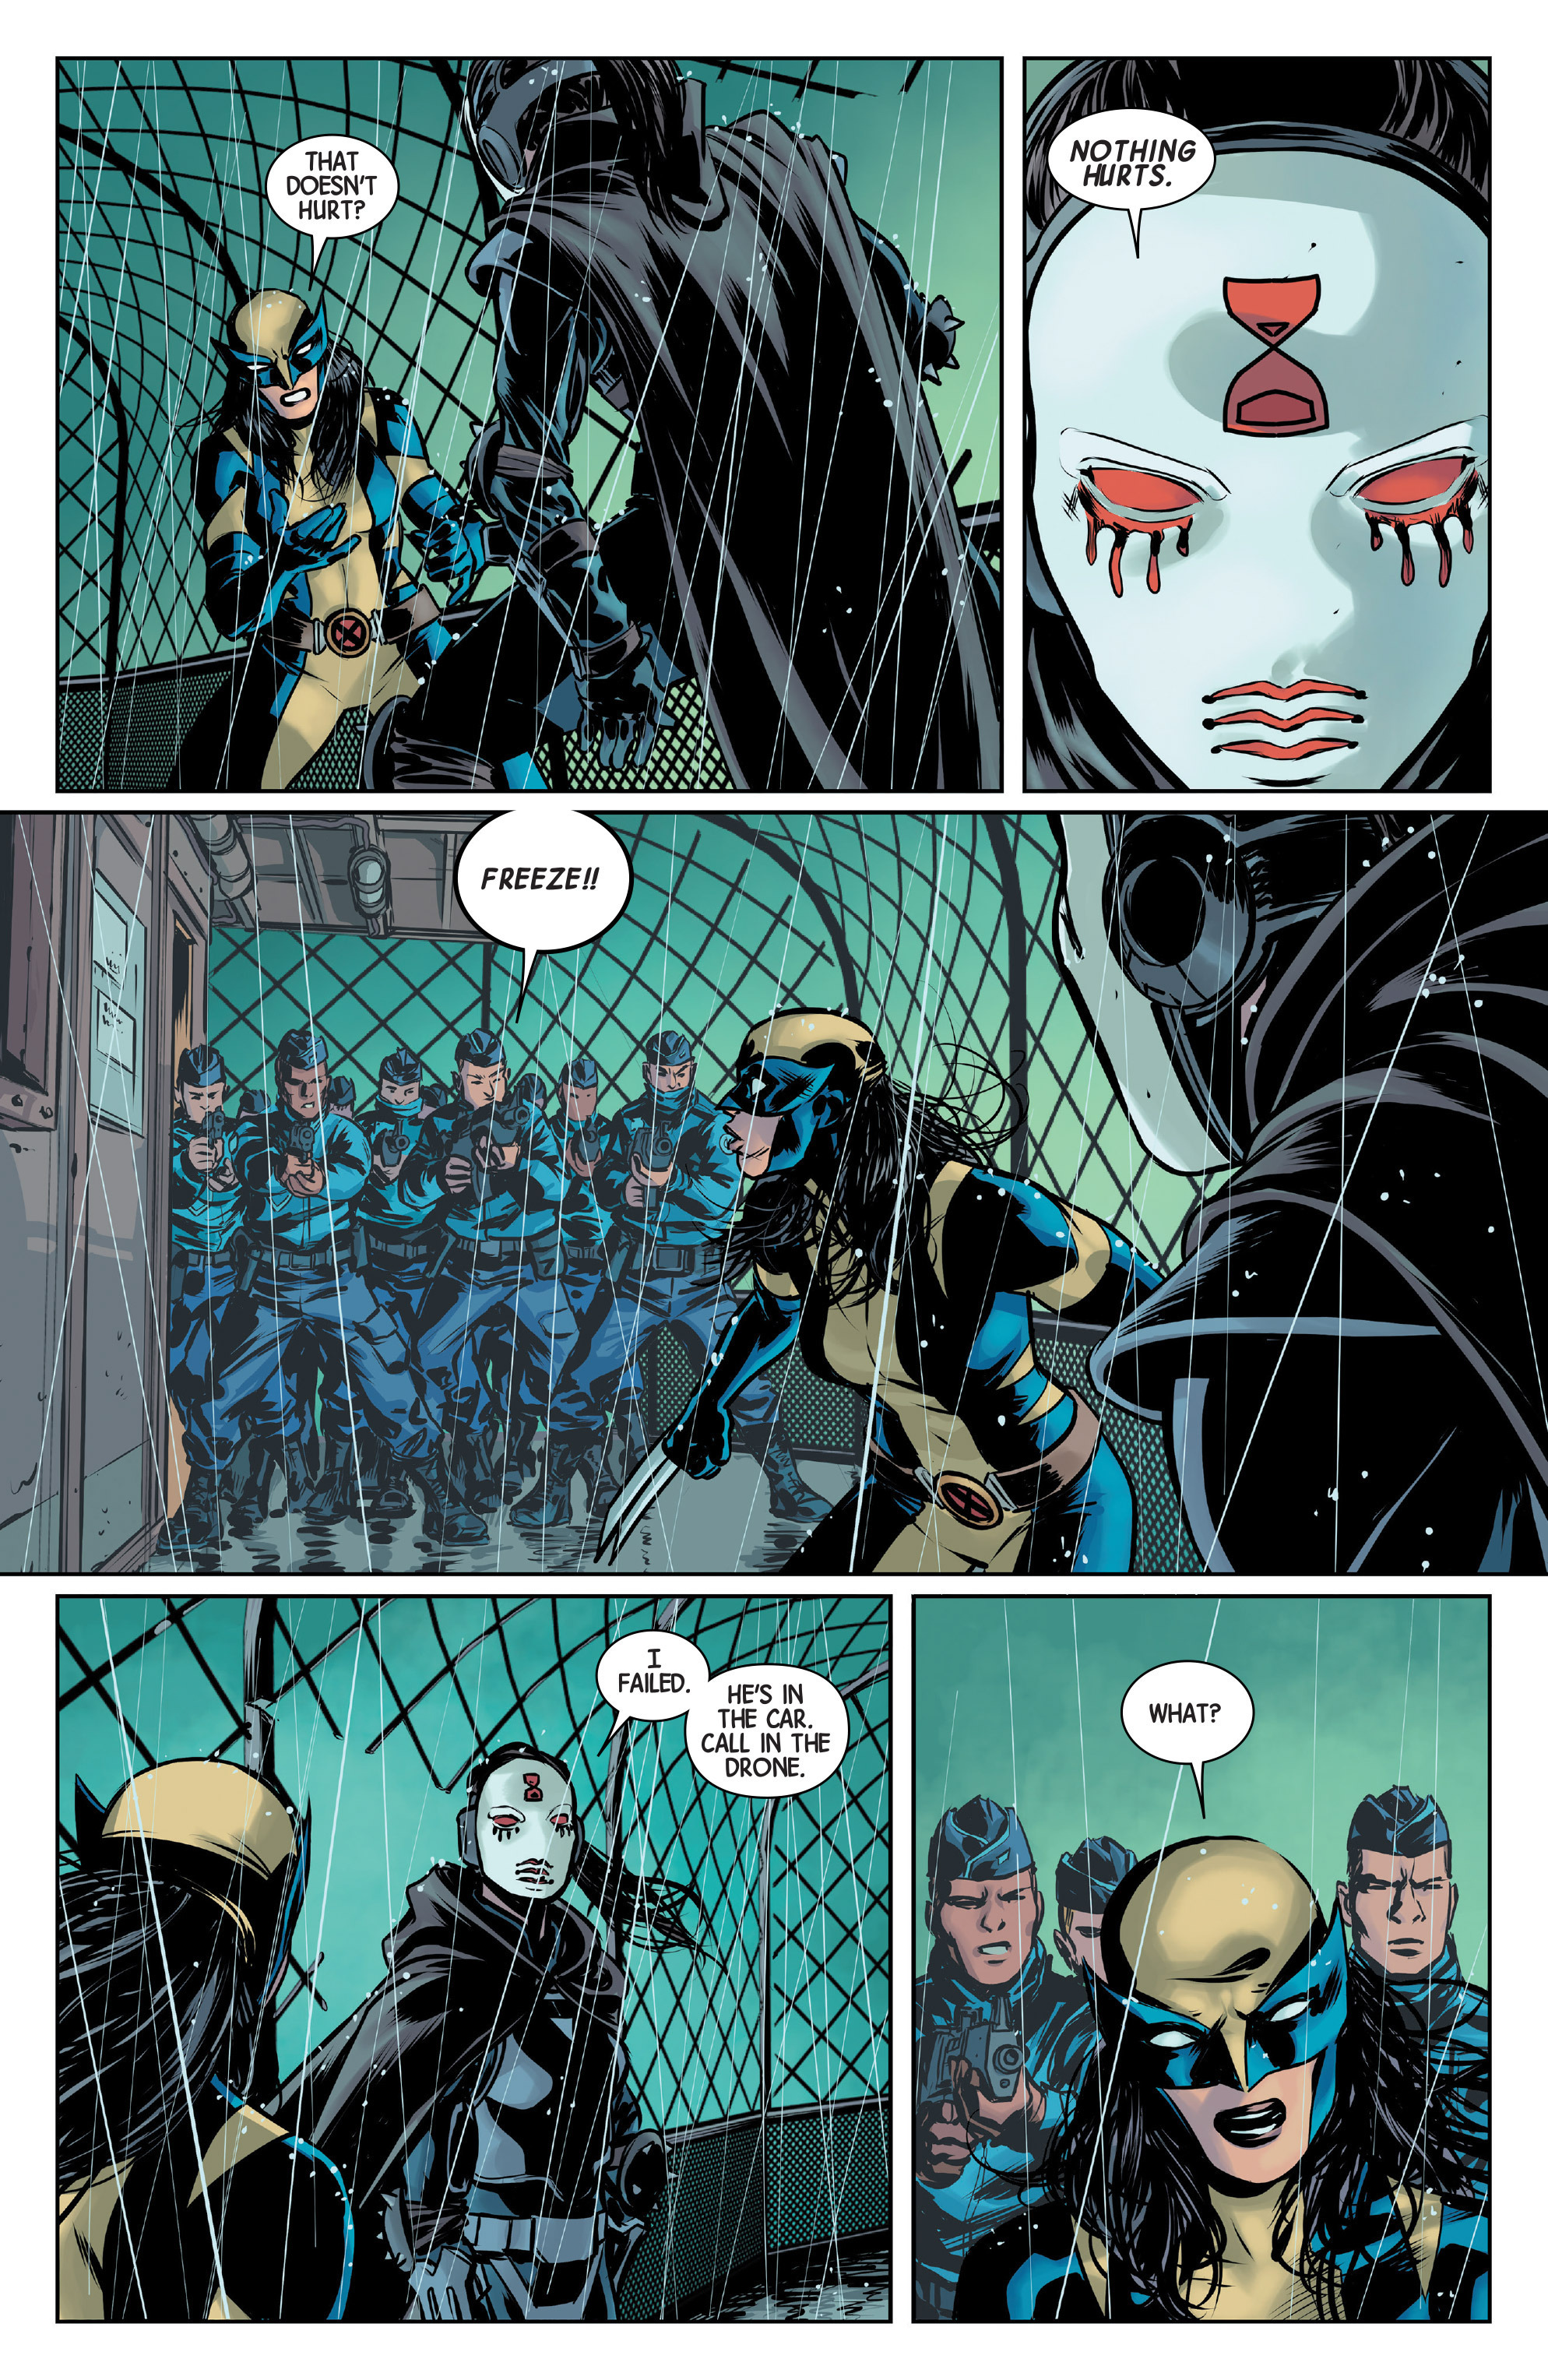 THAT
DOESN'T
HURT?
NOTHING
HURTS.
FREEZE!!
I
FAILED.
HE'S IN
THE CAR.
CALL IN THE
DRONE.
WHAT?